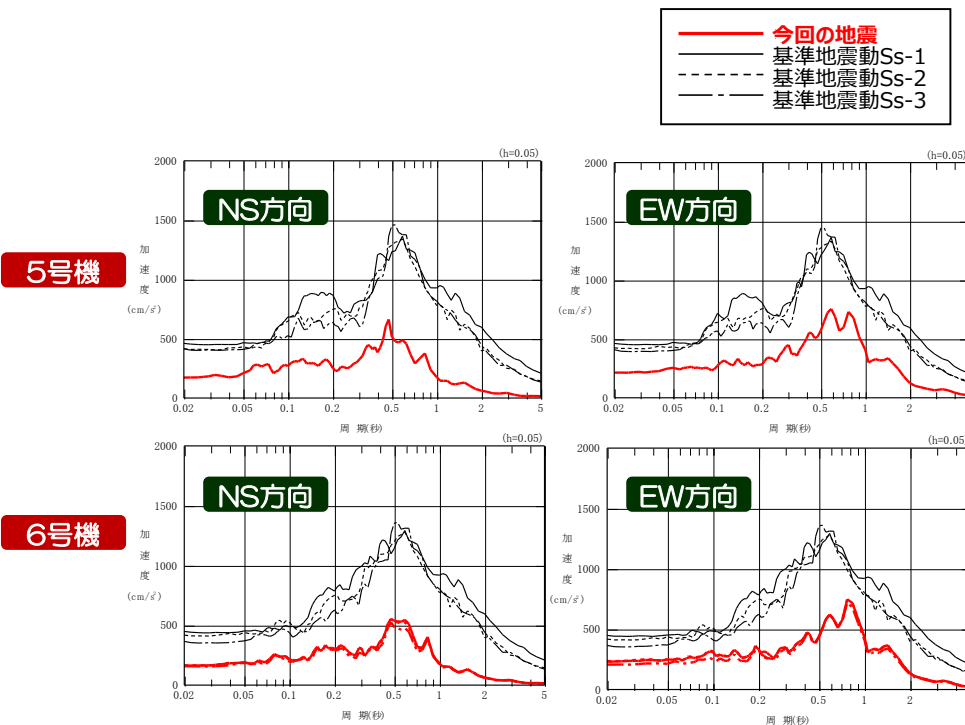 今回の地震
基準地震動Ss-1
基準地震動Ss-2
基準地震動Ss-3
5号機
NS方向
(h=0.05)
2000
1500
1000
500
0
加速度
(cm/s²)
0.02 0.05 0.1 0.2 0.5 1 2 5
周 期(秒)
EW方向
(h=0.05)
2000
1500
1000
500
0
加速度
(cm/s²)
0.02 0.05 0.1 0.2 0.5 1 2
周 期(秒)
6号機
NS方向
(h=0.05)
2000
1500
1000
500
0
加速度
(cm/s²)
0.02 0.05 0.1 0.2 0.5 1 2 5
周 期(秒)
EW方向
(h=0.05)
2000
1500
1000
500
0
加速度
(cm/s²)
0.02 0.05 0.1 0.2 0.5 1 2
周 期(秒)